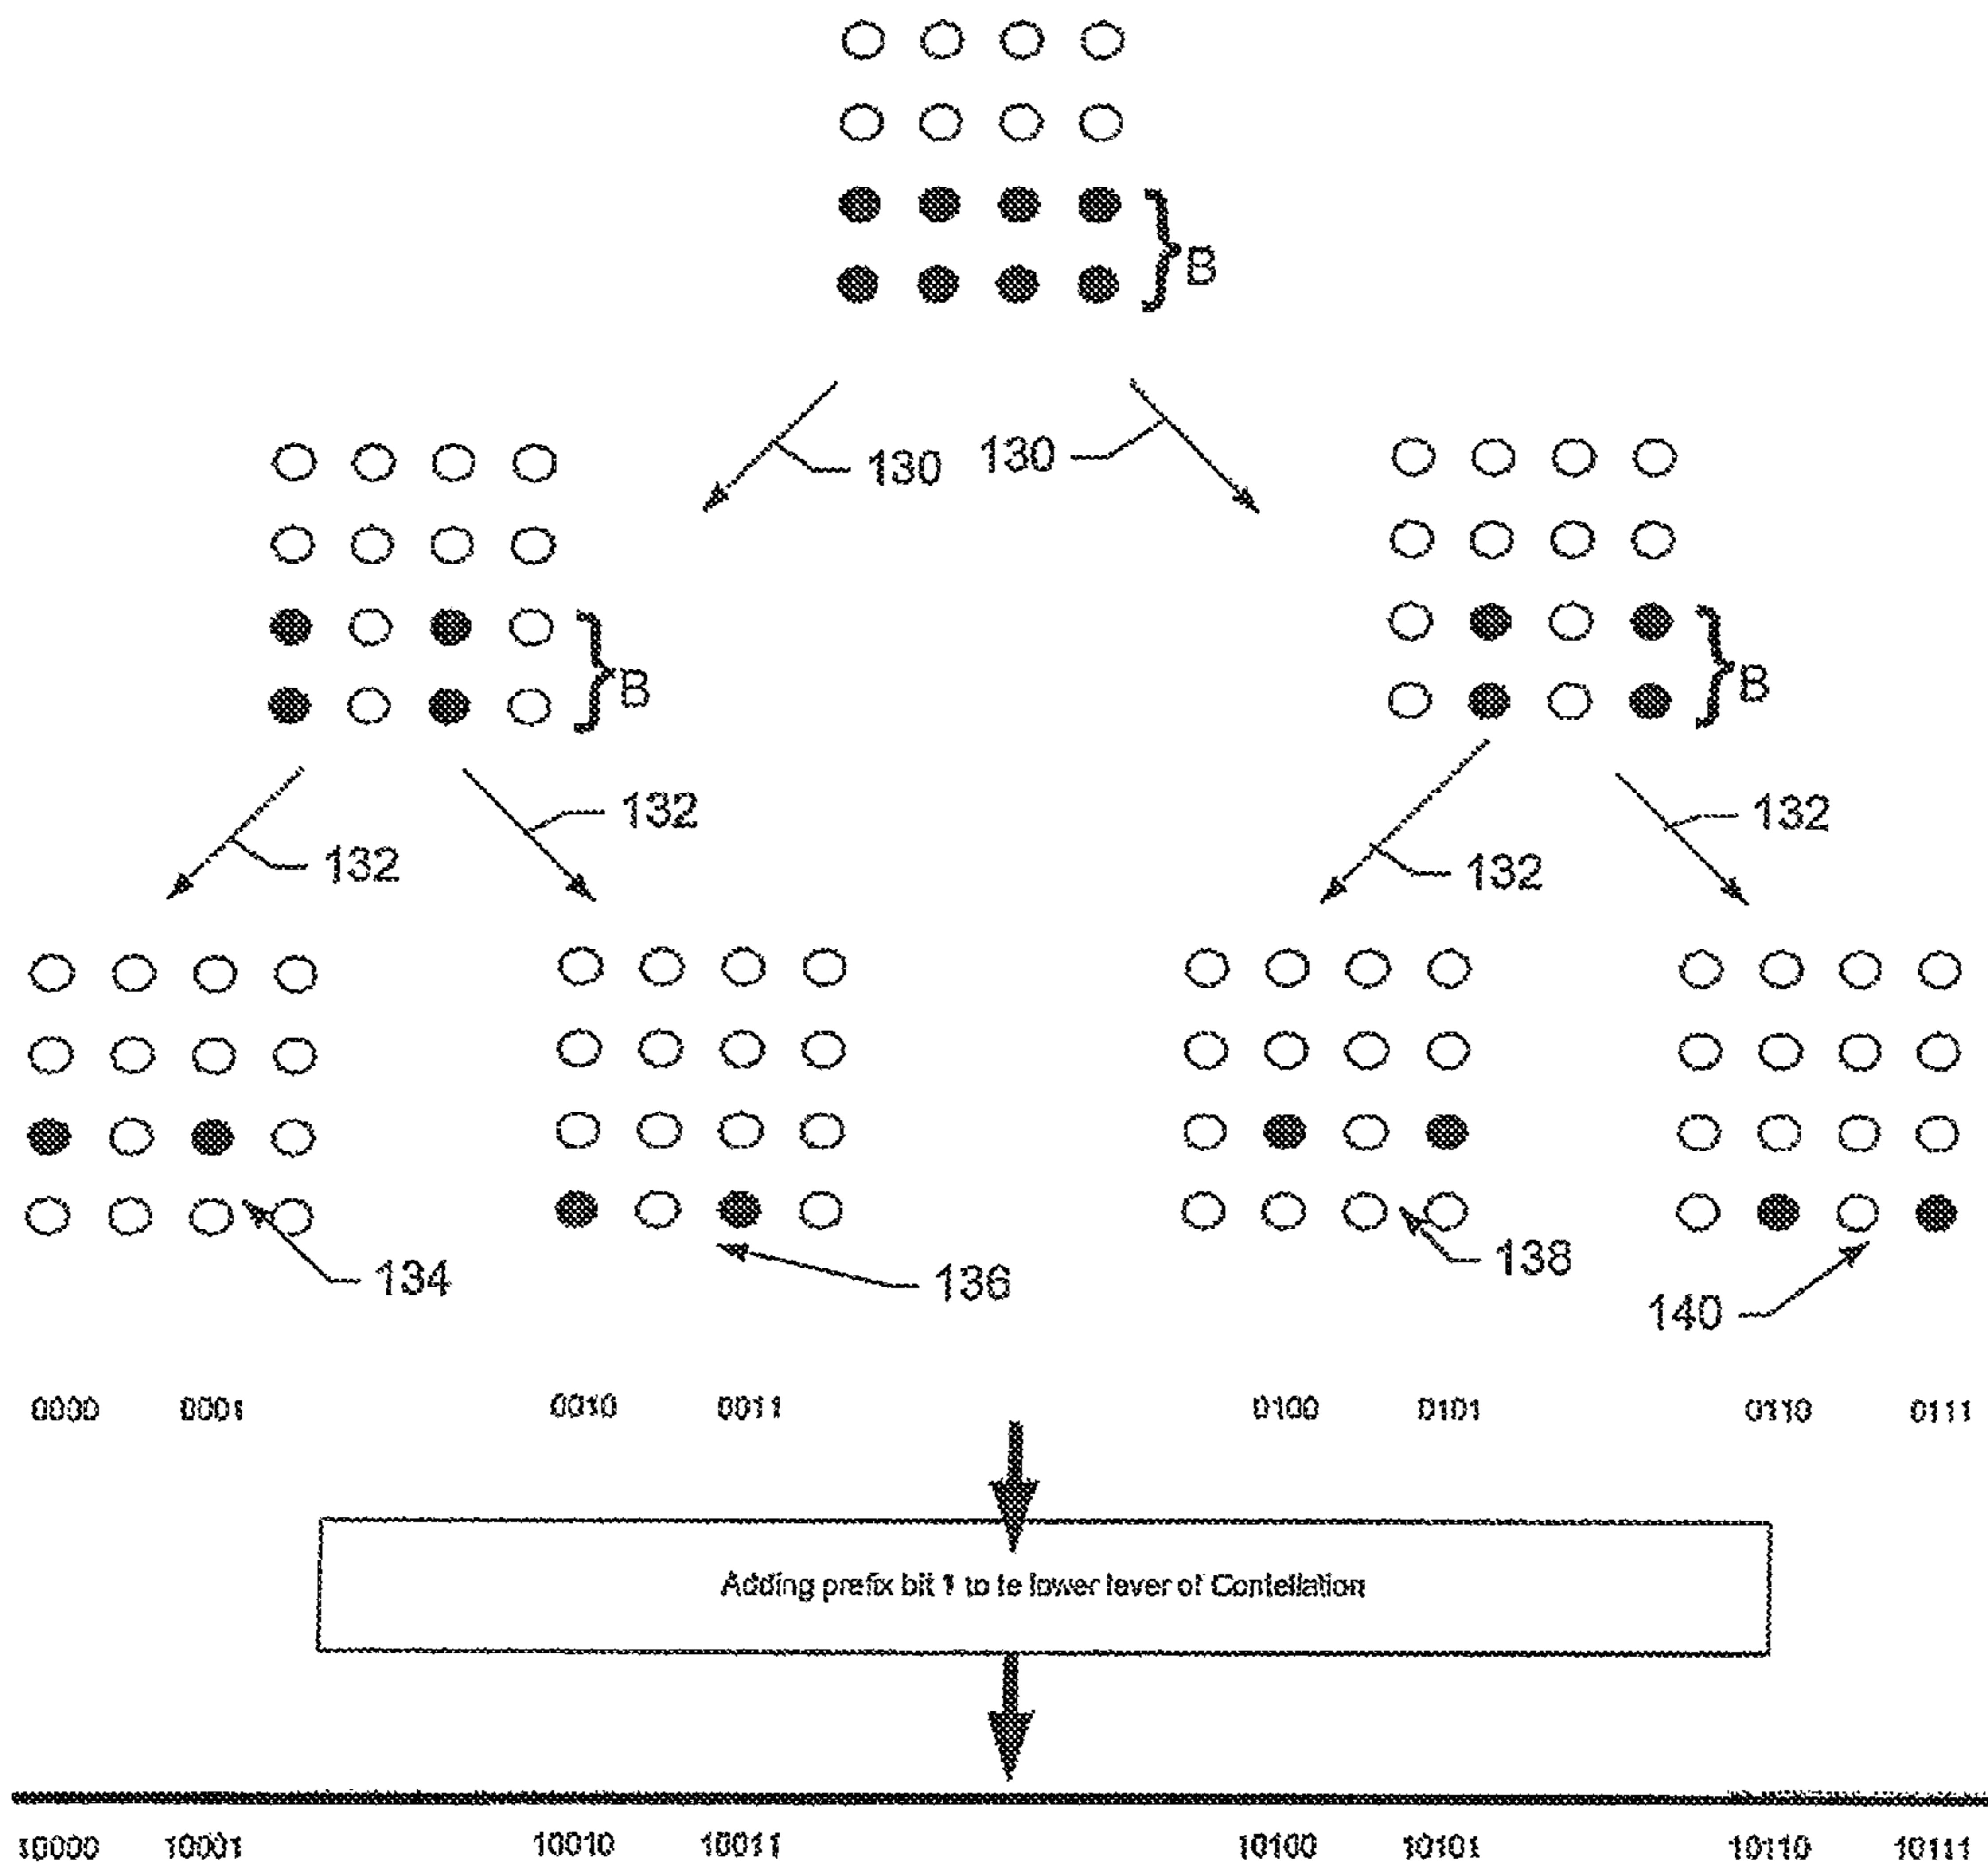 B
130 130
B
B
132 132
132 132
134 136 138
140
0000 0001 0010 0011 0100 0101 0110 0111
Adding prefix bit 1 to te lower lever of Contellation
10000 10001 10010 10011 10100 10101 10110 10111